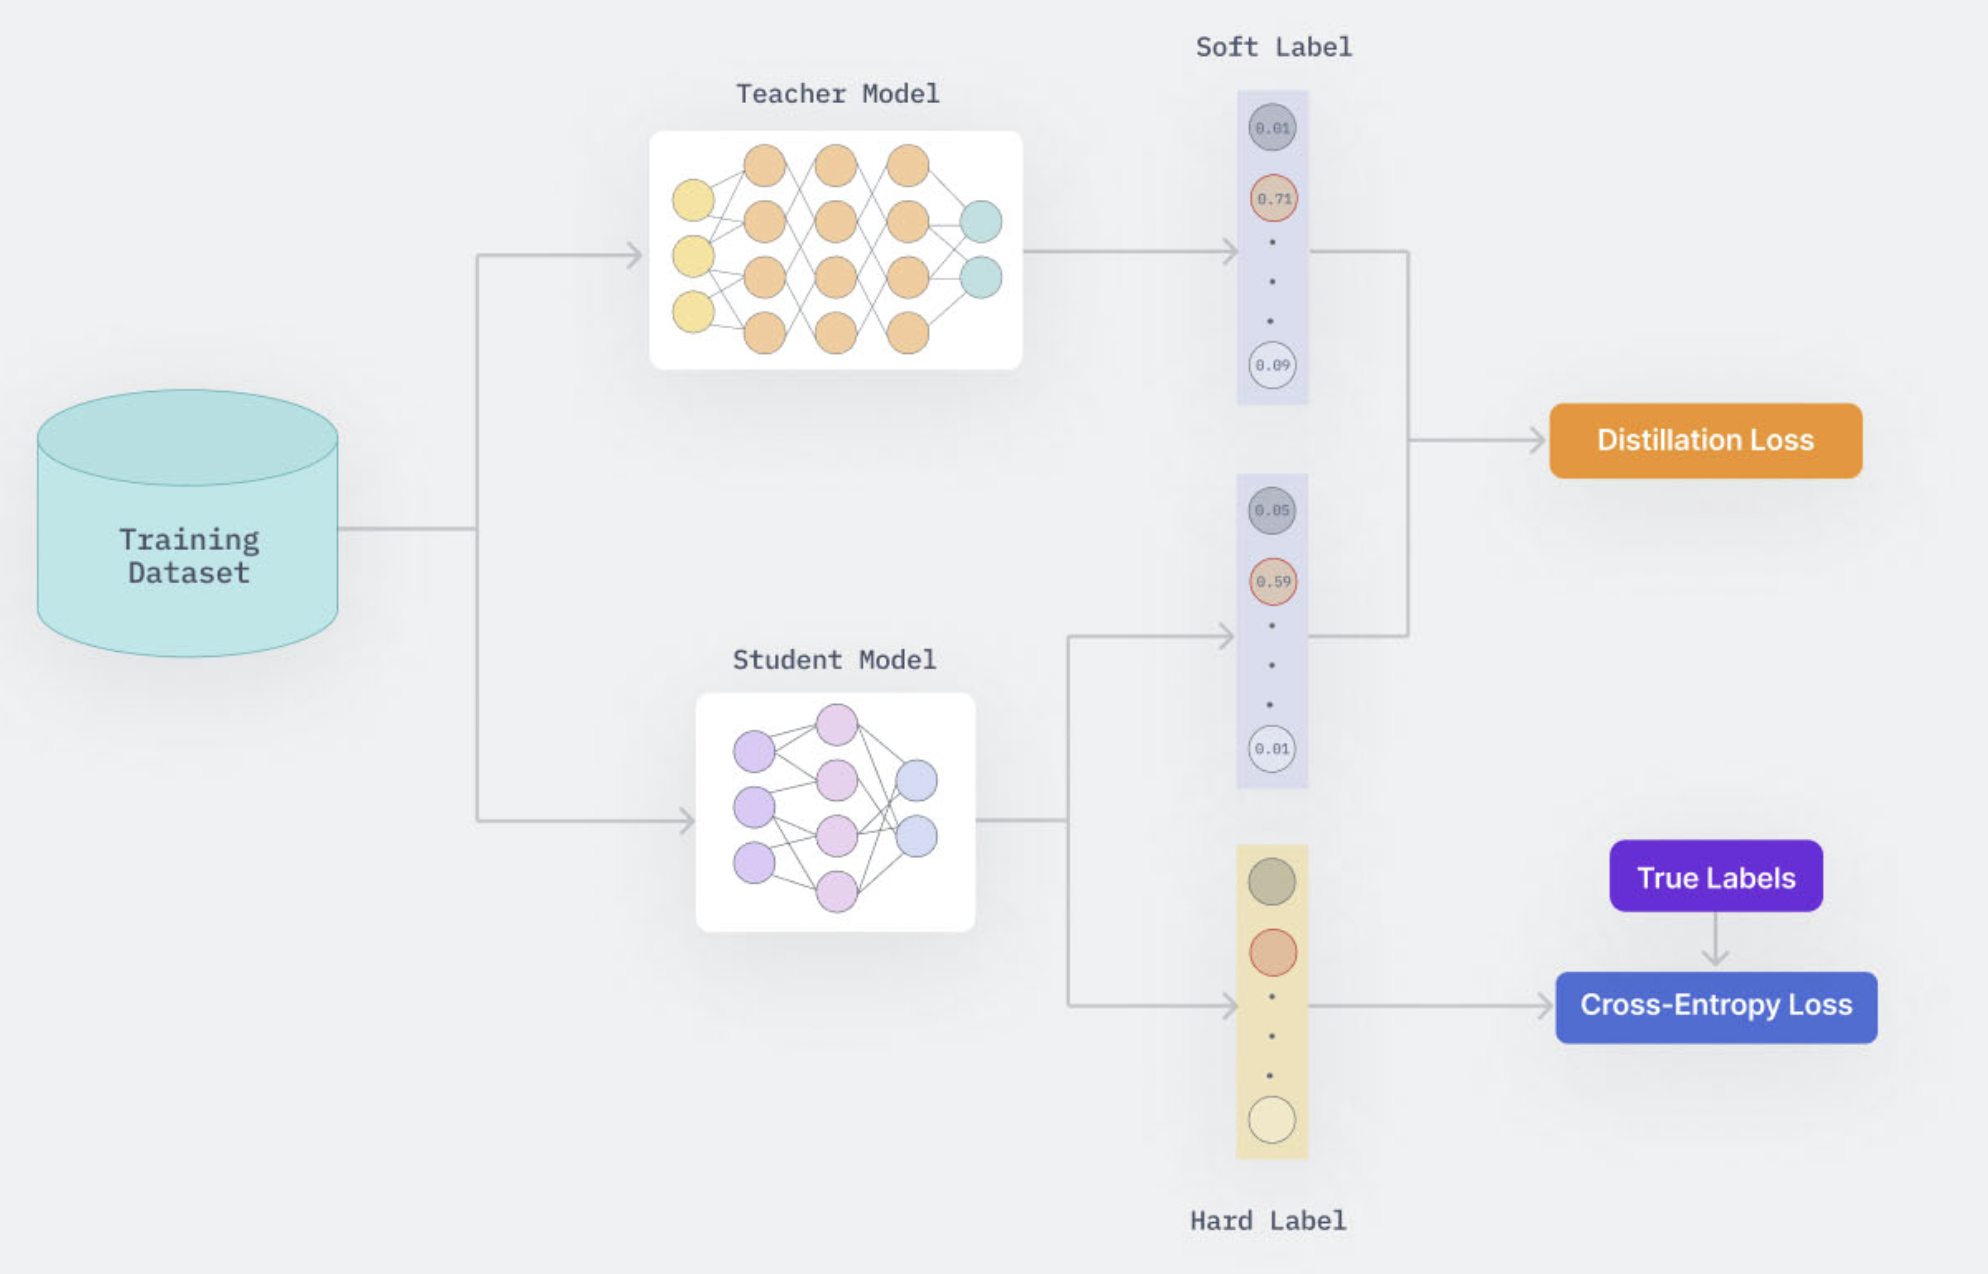 Soft Label
Teacher Model
0.01
0.71
0.09
Distillation Loss
Training
Dataset
0.05
0.59
0.01
Student Model
True Labels
Cross-Entropy Loss
Hard Label